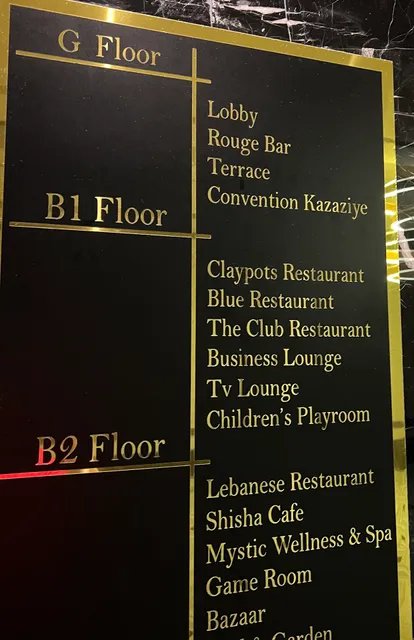 G Floor
Lobby
Rouge Bar
Terrace
Convention Kazaziye
B1 Floor
Claypots Restaurant
Blue Restaurant
The Club Restaurant
Business Lounge
Tv Lounge
Children's Playroom
B2 Floor
Lebanese Restaurant
Shisha Cafe
Mystic Wellness & Spa
Game Room
Bazaar
& Garden